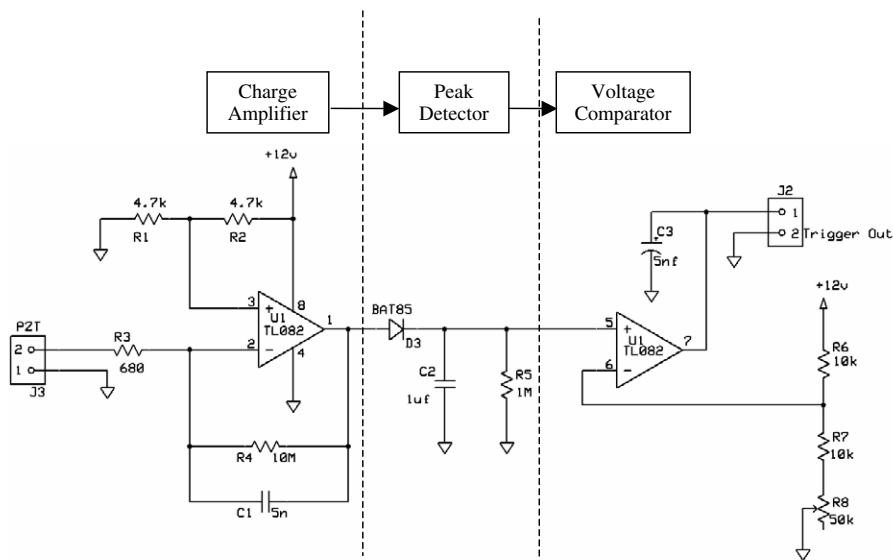 Charge
Amplifier
Peak
Detector
Voltage
Comparator
+12v
4.7k
R1
4.7k
R2
3
+
8
U1
TL082
1
2
-
4
PZT
2
1
J3
R3
680
R4
10M
C1
5n
BAT85
D3
C2
1uf
R5
1M
5
+
U1
TL082
7
6
-
C3
+
5nf
J2
1
2
Trigger Out
+12v
R6
10k
R7
10k
R8
50k